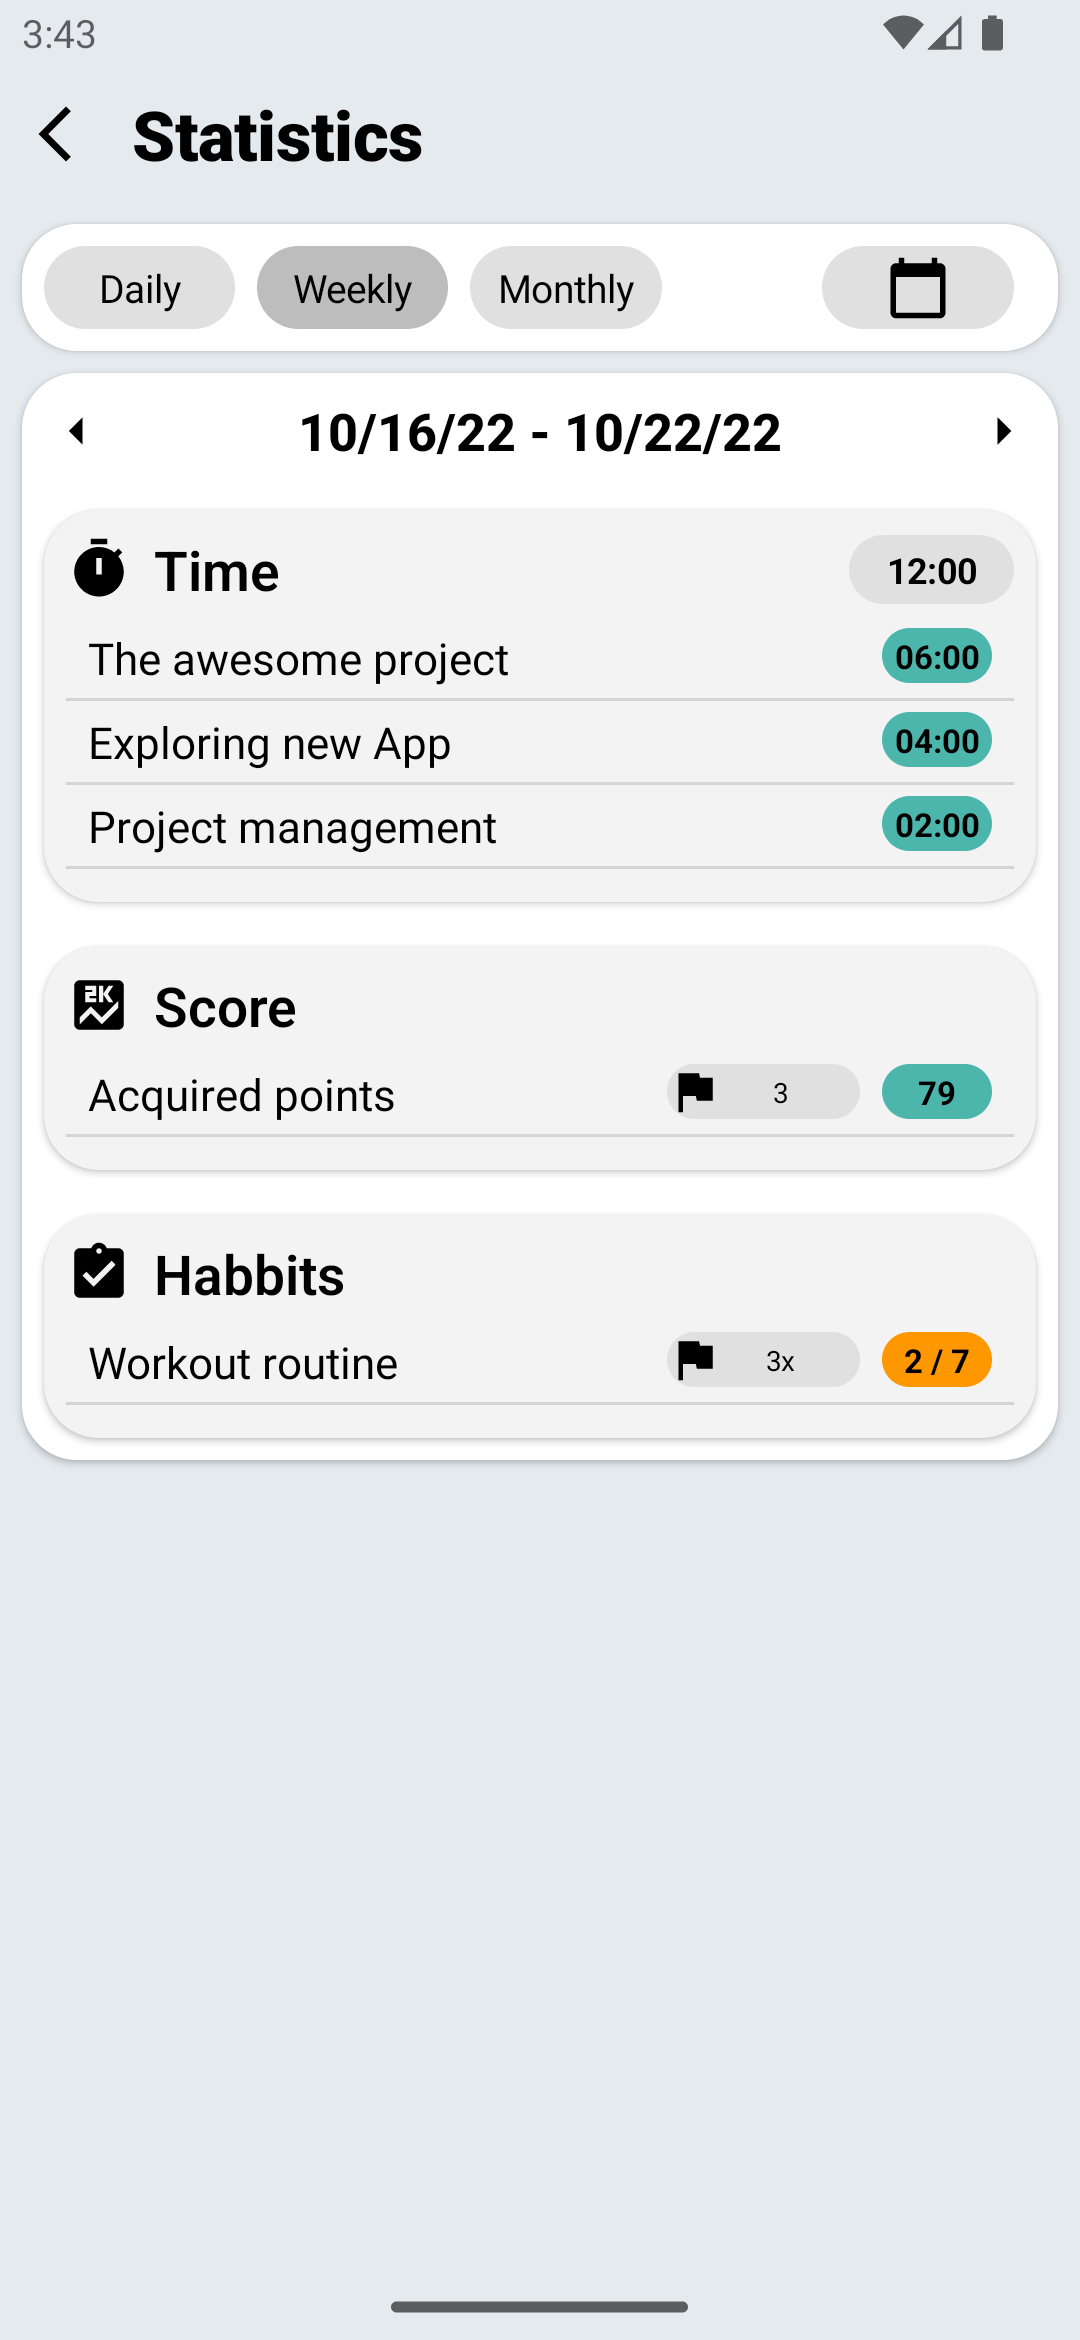 3:43
Statistics
Daily Weekly Monthly
10/16/22 - 10/22/22
Time 12:00
The awesome project 06:00
Exploring new App 04:00
Project management 02:00
2K Score
Acquired points 3 79
Habbits
Workout routine 3x 2 / 7